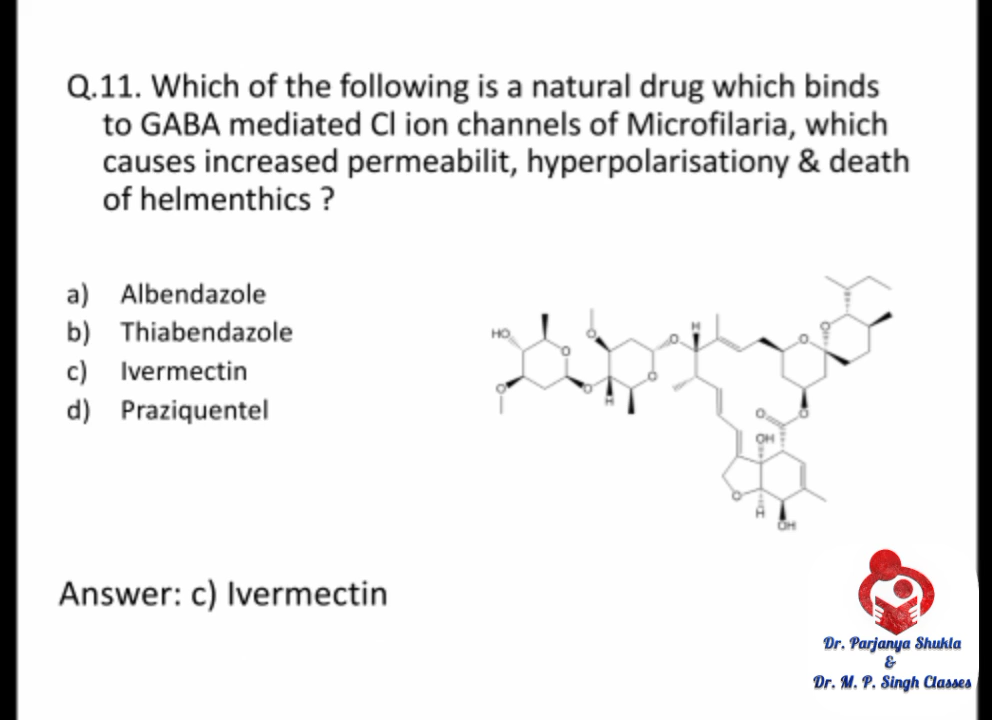 Q.11. Which of the following is a natural drug which binds
to GABA mediated Cl ion channels of Microfilaria, which
causes increased permeabilit, hyperpolarisationy & death
of helmenthics ?
a) Albendazole
b) Thiabendazole
c) Ivermectin
d) Praziquentel
HO
O
O
O
O
H
O
O
H
O
O
O
O
O
OH
O
H
OH
Answer: c) Ivermectin
Dr. Parjanya Shukla
&
Dr. M. P. Singh Classes